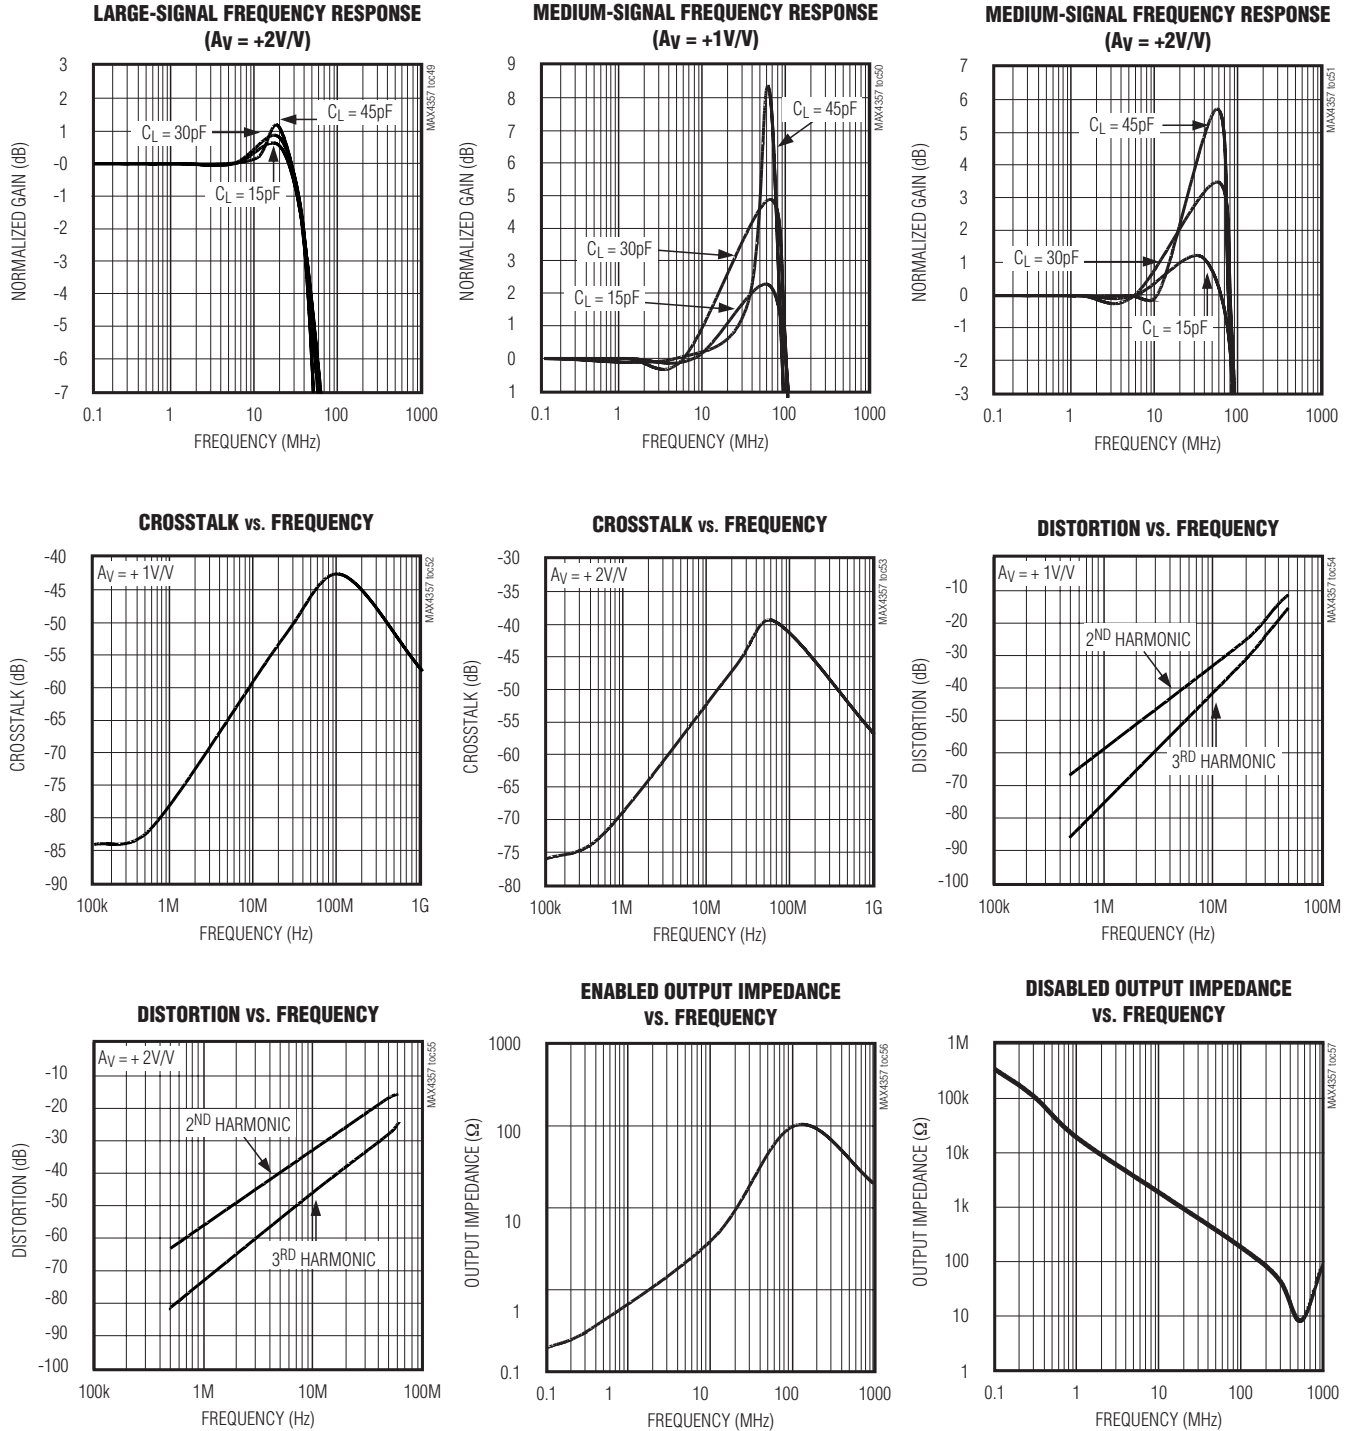 LARGE-SIGNAL FREQUENCY RESPONSE
(AV = +2V/V)
3
2
1
-0
-1
-2
-3
-4
-5
-6
-7
NORMALIZED GAIN (dB)
CL = 45pF
CL = 30pF
CL = 15pF
MAX4357 toc49
0.1 1 10 100 1000
FREQUENCY (MHz)
MEDIUM-SIGNAL FREQUENCY RESPONSE
(AV = +1V/V)
9
8
7
6
5
4
3
2
1
0
1
NORMALIZED GAIN (dB)
CL = 45pF
CL = 30pF
CL = 15pF
MAX4357 toc50
0.1 1 10 100 1000
FREQUENCY (MHz)
MEDIUM-SIGNAL FREQUENCY RESPONSE
(AV = +2V/V)
7
6
5
4
3
2
1
0
-1
-2
-3
NORMALIZED GAIN (dB)
CL = 45pF
CL = 30pF
CL = 15pF
MAX4357 toc51
0.1 1 10 100 1000
FREQUENCY (MHz)
CROSSTALK vs. FREQUENCY
AV = + 1V/V
-40
-45
-50
-55
-60
-65
-70
-75
-80
-85
-90
CROSSTALK (dB)
MAX4357 toc52
100k 1M 10M 100M 1G
FREQUENCY (Hz)
CROSSTALK vs. FREQUENCY
AV = + 2V/V
-30
-35
-40
-45
-50
-55
-60
-65
-70
-75
-80
CROSSTALK (dB)
MAX4357 toc53
100k 1M 10M 100M 1G
FREQUENCY (MHz)
DISTORTION vs. FREQUENCY
AV = + 1V/V
-10
-20
-30
-40
-50
-60
-70
-80
-90
-100
DISTORTION (dB)
2ND HARMONIC
3RD HARMONIC
MAX4357 toc54
100k 1M 10M 100M
FREQUENCY (Hz)
DISTORTION vs. FREQUENCY
AV = + 2V/V
-10
-20
-30
-40
-50
-60
-70
-80
-90
-100
DISTORTION (dB)
2ND HARMONIC
3RD HARMONIC
MAX4357 toc55
100k 1M 10M 100M
FREQUENCY (Hz)
ENABLED OUTPUT IMPEDANCE
vs. FREQUENCY
1000
100
10
1
0.1
OUTPUT IMPEDANCE (Ω)
MAX4357 toc56
0.1 1 10 100 1000
FREQUENCY (MHz)
DISABLED OUTPUT IMPEDANCE
vs. FREQUENCY
1M
100k
10k
1k
100
10
1
OUTPUT IMPEDANCE (Ω)
MAX4357 toc57
0.1 1 10 100 1000
FREQUENCY (MHz)